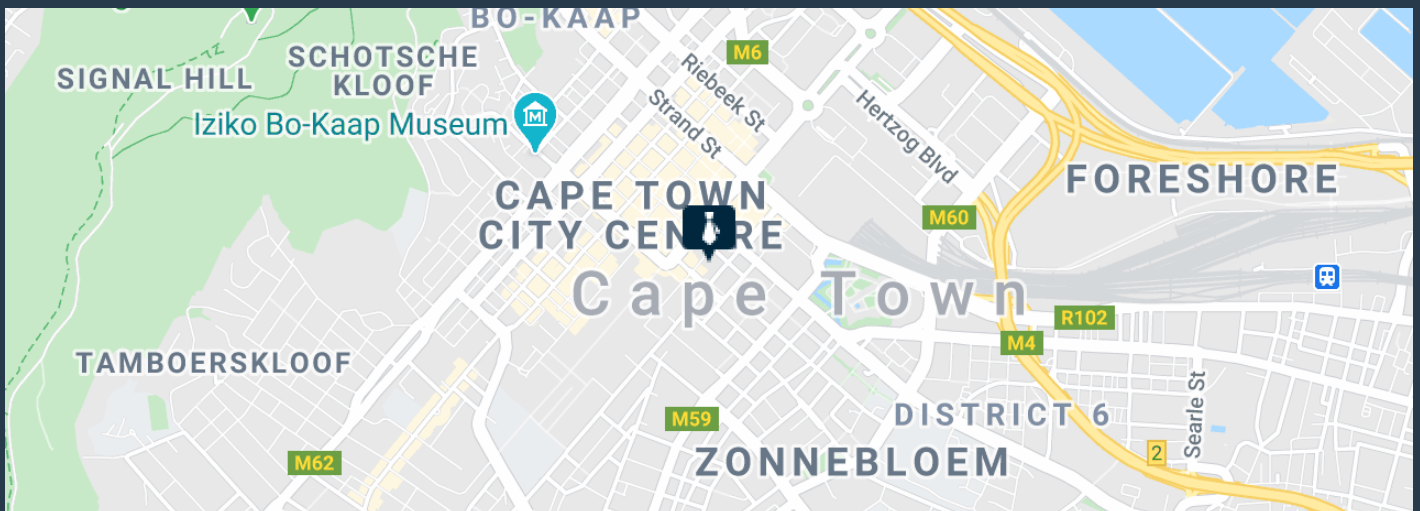 BO-KAAP
SCHOTSCHE
KLOOF
SIGNAL HILL
Iziko Bo-Kaap Museum
M6
Riebeek St
Strand St
Hertzog Blvd
FORESHORE
CAPE TOWN
CITY CENTRE
M60
Cape Town
R102
M4
TAMBOERSKLOOF
Searle St
M59
DISTRICT 6
ZONNEBLOEM
M62
2